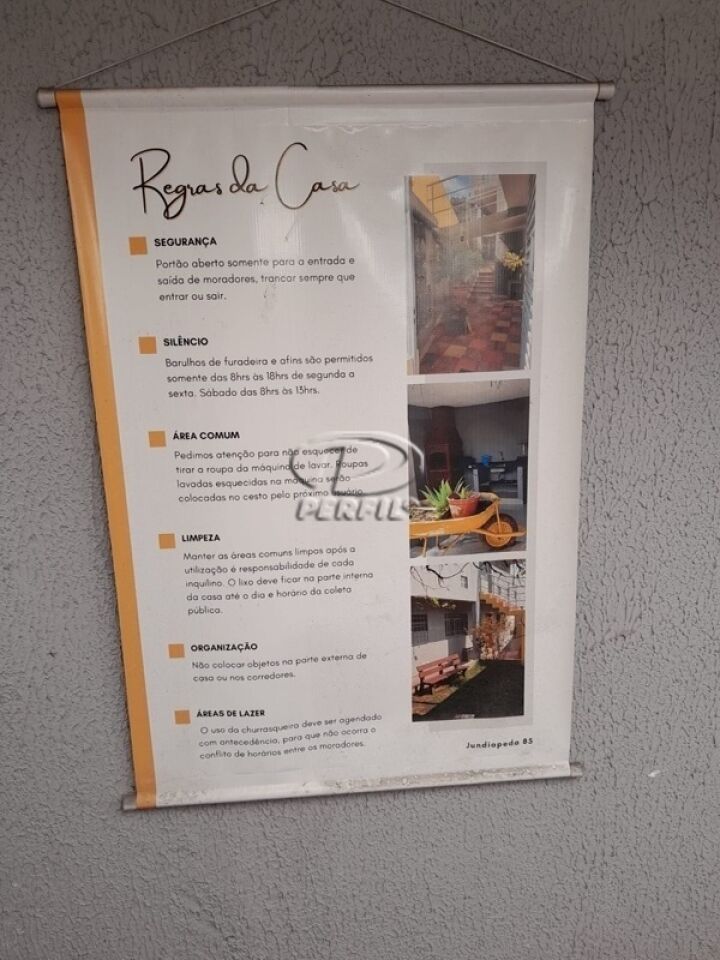 Regras da Casa
SEGURANÇA
Portão aberto somente para a entrada e
saída de moradores, trancar sempre que
entrar ou sair.
SILÊNCIO
Barulhos de furadeira e afins são permitidos
somente das 8hrs às 18hrs de segunda a
sexta. Sábado das 8hrs às 13hrs.
ÁREA COMUM
Pedimos atenção para não esquecer de
tirar a roupa da máquina de lavar. Roupas
lavadas esquecidas na máquina serão
colocadas no cesto pelo próximo usuário.
LIMPEZA
Manter as áreas comuns limpas após a
utilização é responsabilidade de cada
inquilino. O lixo deve ficar na parte interna
da casa até o dia e horário da coleta
pública.
ORGANIZAÇÃO
Não colocar objetos na parte externa de
casa ou nos corredores.
ÁREAS DE LAZER
O uso da churrasqueira deve ser agendado
com antecedência, para que não ocorra o
conflito de horários entre os moradores.
Jundiapeda 85
PERFIL